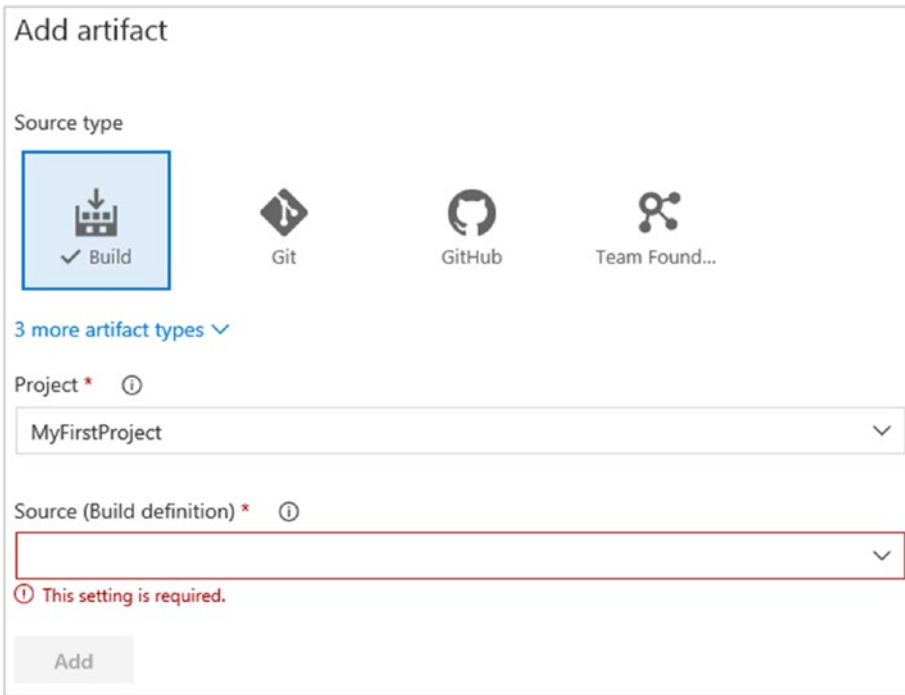 Add artifact
Source type
Build
Git
GitHub
Team Found...
3 more artifact types
Project *
MyFirstProject
Source (Build definition) *
This setting is required.
Add